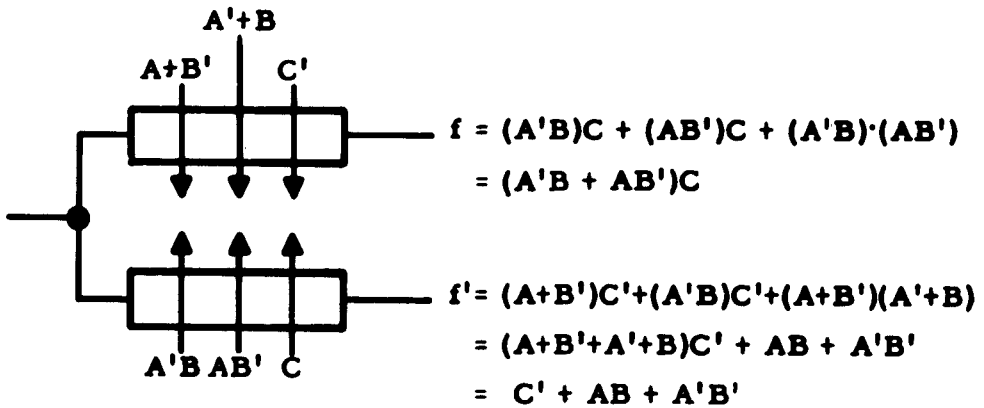 A'+B
A+B' C'
f = (A'B)C + (AB')C + (A'B)·(AB')
= (A'B + AB')C
f' = (A+B')C'+(A'B)C'+(A+B')(A'+B)
= (A+B'+A'+B)C' + AB + A'B'
A'B AB' C
= C' + AB + A'B'